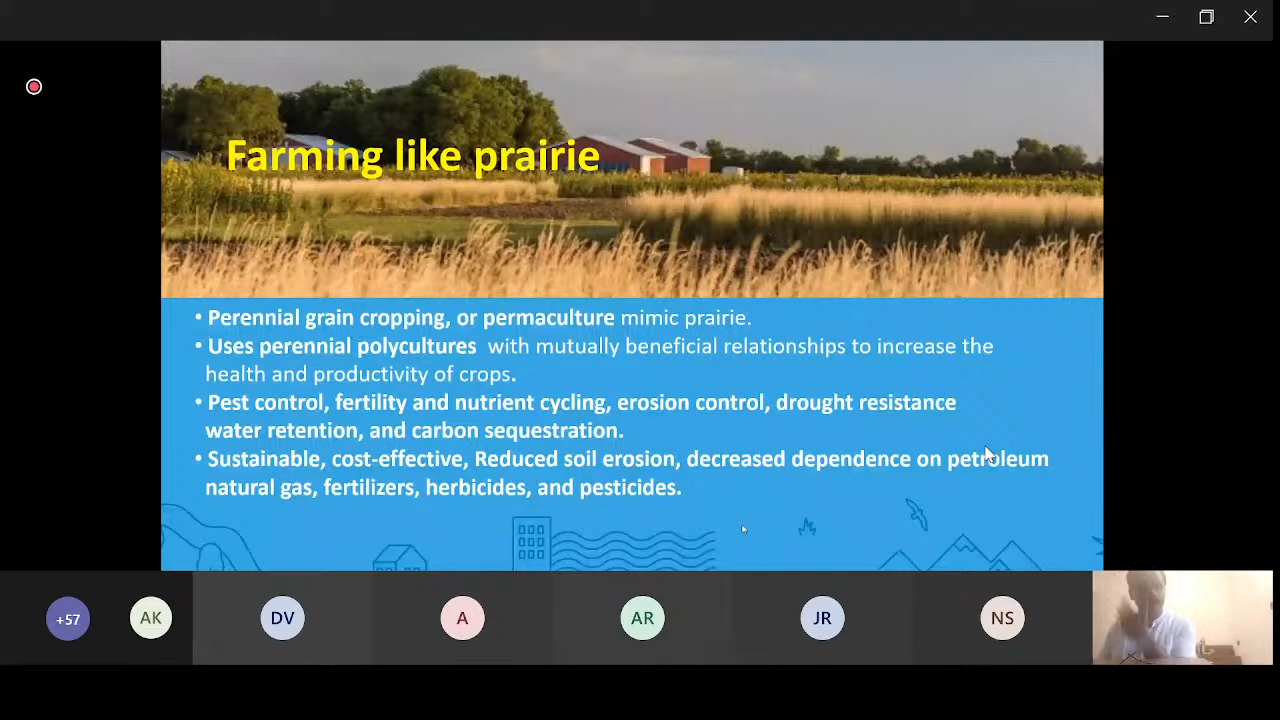 Farming like prairie
• Perennial grain cropping, or permaculture mimic prairie.
• Uses perennial polycultures with mutually beneficial relationships to increase the
health and productivity of crops.
• Pest control, fertility and nutrient cycling, erosion control, drought resistance
water retention, and carbon sequestration.
• Sustainable, cost-effective, Reduced soil erosion, decreased dependence on petroleum
natural gas, fertilizers, herbicides, and pesticides.
+57 AK DV A AR JR NS